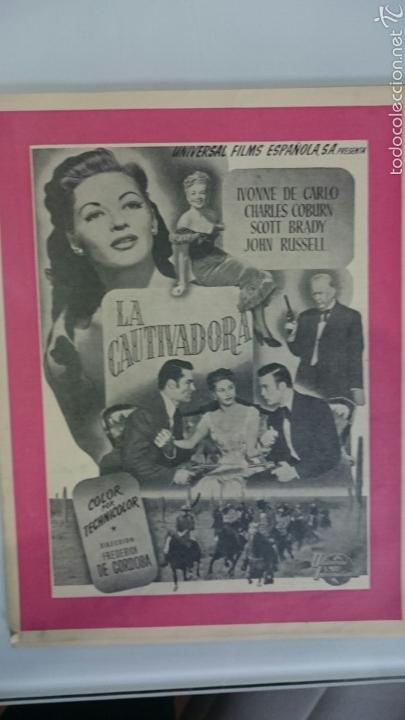 UNIVERSAL FILMS ESPAÑOLA, S.A. PRESENTA
IVONNE DE CARLO
CHARLES COBURN
SCOTT BRADY
JOHN RUSSELL
LA
CAUTIVADORA
COLOR
POR
TECHNICOLOR
DIRECCION
FREDERICK
DE CORDOBA
todocoleccion.net